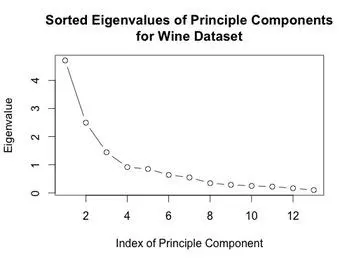 Sorted Eigenvalues of Principle Components
for Wine Dataset
Eigenvalue
4
3
2
1
0
2 4 6 8 10 12
Index of Principle Component